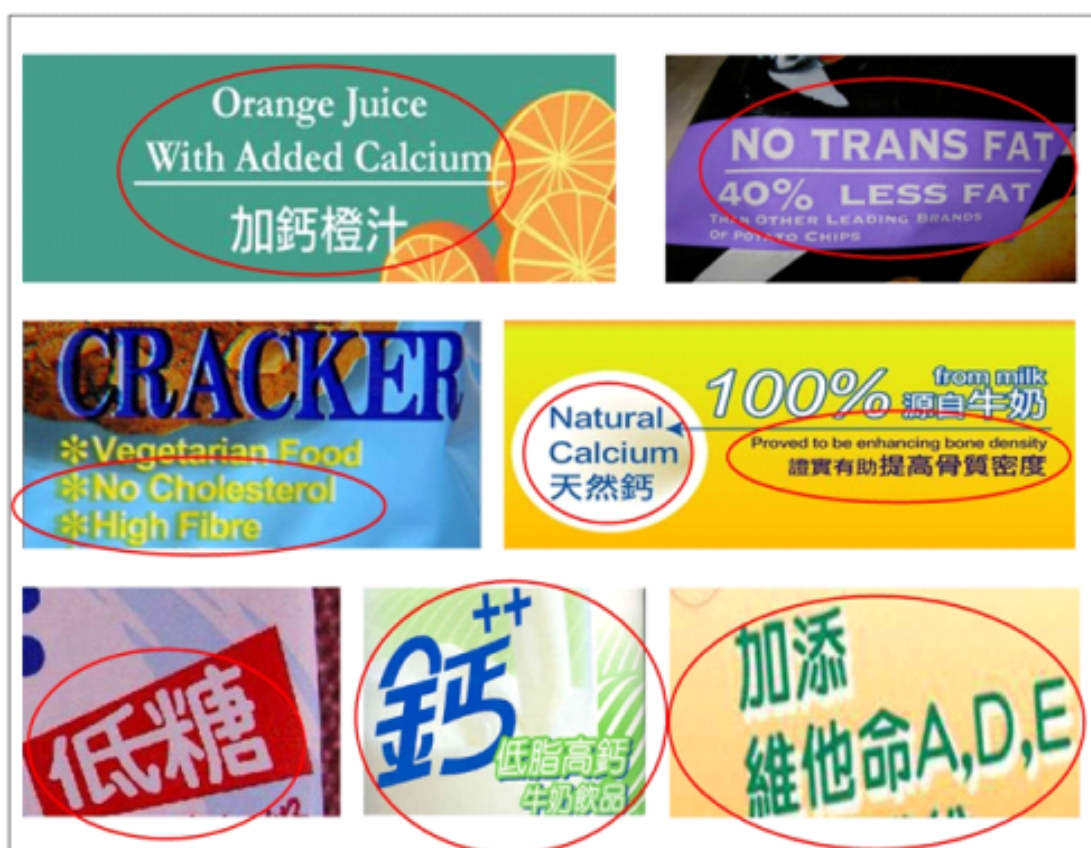 Orange Juice
With Added Calcium
加鈣橙汁
NO TRANS FAT
40% LESS FAT
THAN OTHER LEADING BRANDS
OF POTATO CHIPS
CRACKER
*Vegetarian Food
*No Cholesterol
*High Fibre
100% from milk
源自牛奶
Natural
Calcium
天然鈣
Proved to be enhancing bone density
證實有助提高骨質密度
低糖
鈣++
低脂高鈣
牛奶飲品
加添
維他命A,D,E